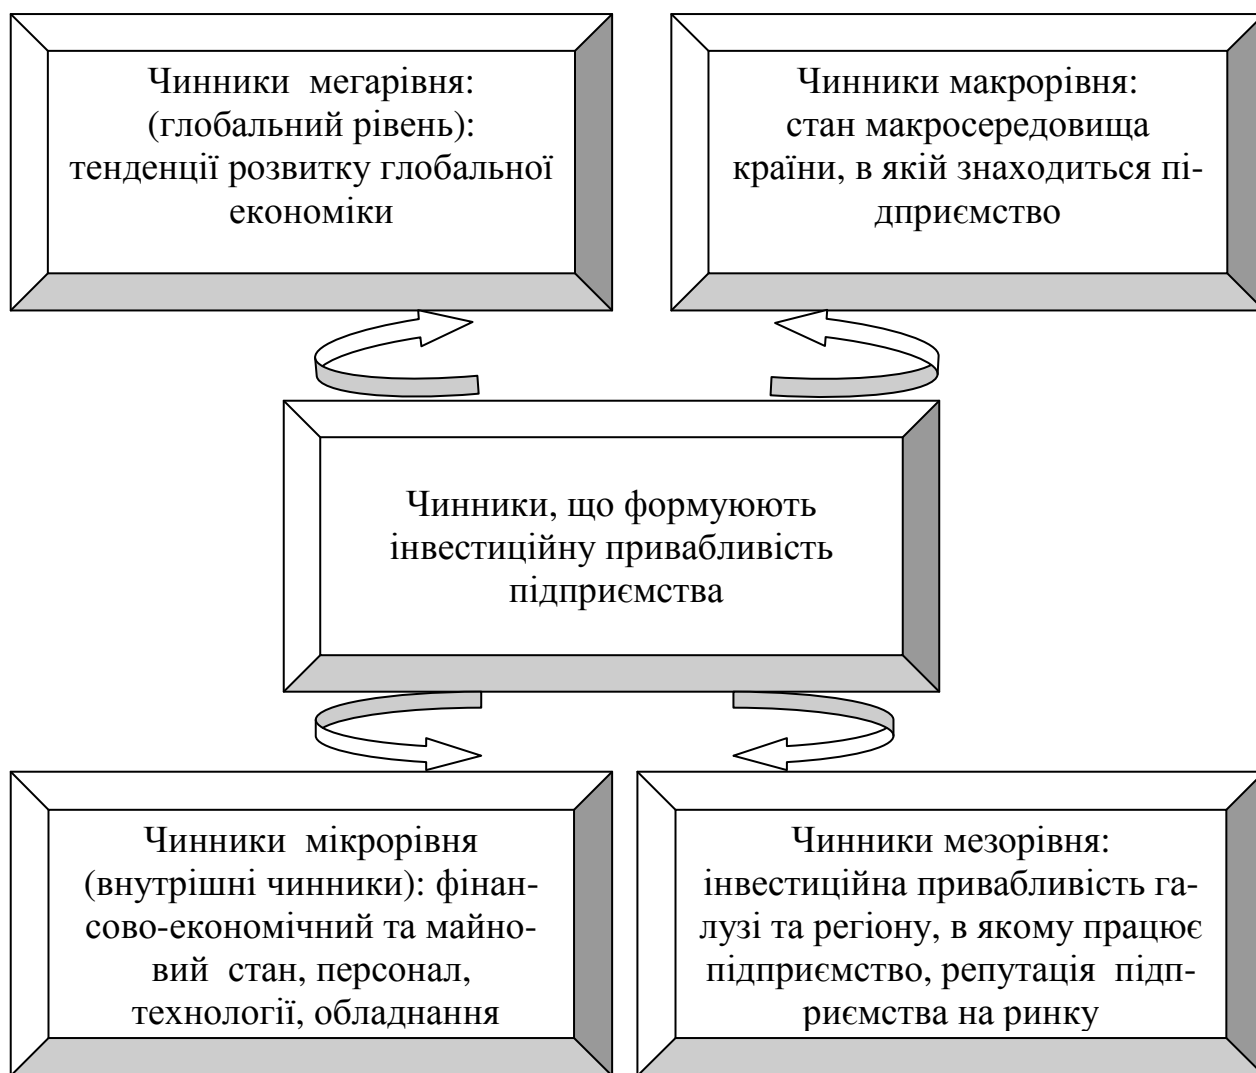 Чинники мегарівня:
(глобальний рівень):
тенденції розвитку глобальної
економіки
Чинники макрорівня:
стан макросередовища
країни, в якій знаходиться пі-
дприємство
Чинники, що формуюють
інвестиційну привабливість
підприємства
Чинники мікрорівня
(внутрішні чинники): фінан-
сово-економічний та майно-
вий стан, персонал,
технології, обладнання
Чинники мезорівня:
інвестиційна привабливість га-
лузі та регіону, в якому працює
підприємство, репутація підп-
риємства на ринку